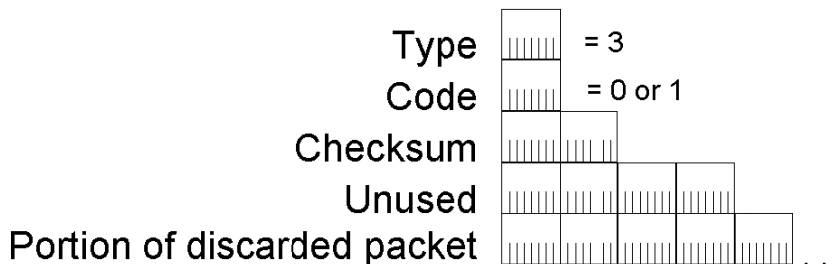 Type = 3
Code = 0 or 1
Checksum
Unused
Portion of discarded packet . .